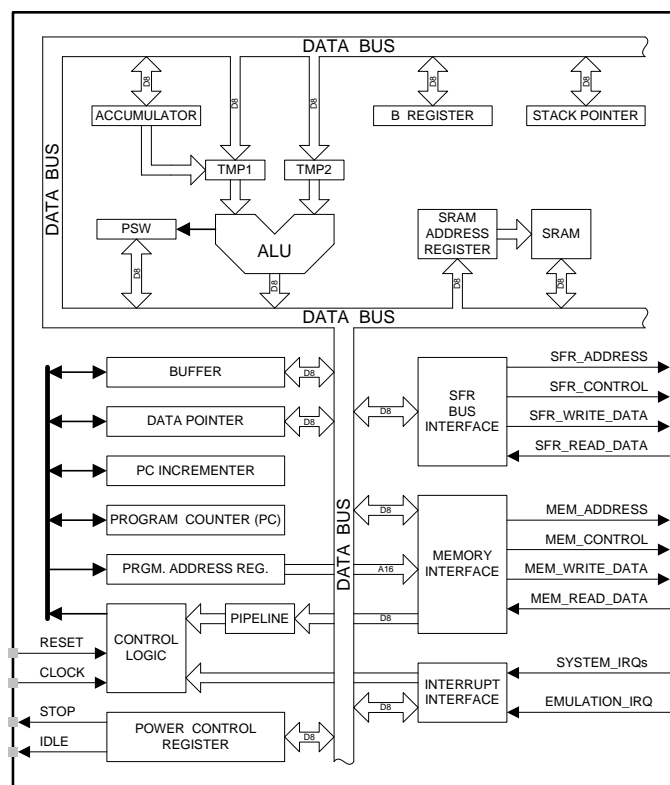 DATA BUS
D8
D8
D8
D8
D8
ACCUMULATOR
B REGISTER
STACK POINTER
DATA BUS
TMP1
TMP2
PSW
ALU
SRAM
ADDRESS
REGISTER
SRAM
D8
D8
D8
D8
DATA BUS
BUFFER
D8
DATA POINTER
D8
PC INCREMENTER
PROGRAM COUNTER (PC)
PRGM. ADDRESS REG.
A16
DATA BUS
D8
SFR
BUS
INTERFACE
SFR_ADDRESS
SFR_CONTROL
SFR_WRITE_DATA
SFR_READ_DATA
D8
MEMORY
INTERFACE
MEM_ADDRESS
MEM_CONTROL
MEM_WRITE_DATA
MEM_READ_DATA
PIPELINE
D8
RESET
CLOCK
CONTROL
LOGIC
INTERRUPT
INTERFACE
SYSTEM_IRQs
EMULATION_IRQ
D8
STOP
IDLE
POWER CONTROL
REGISTER
D8